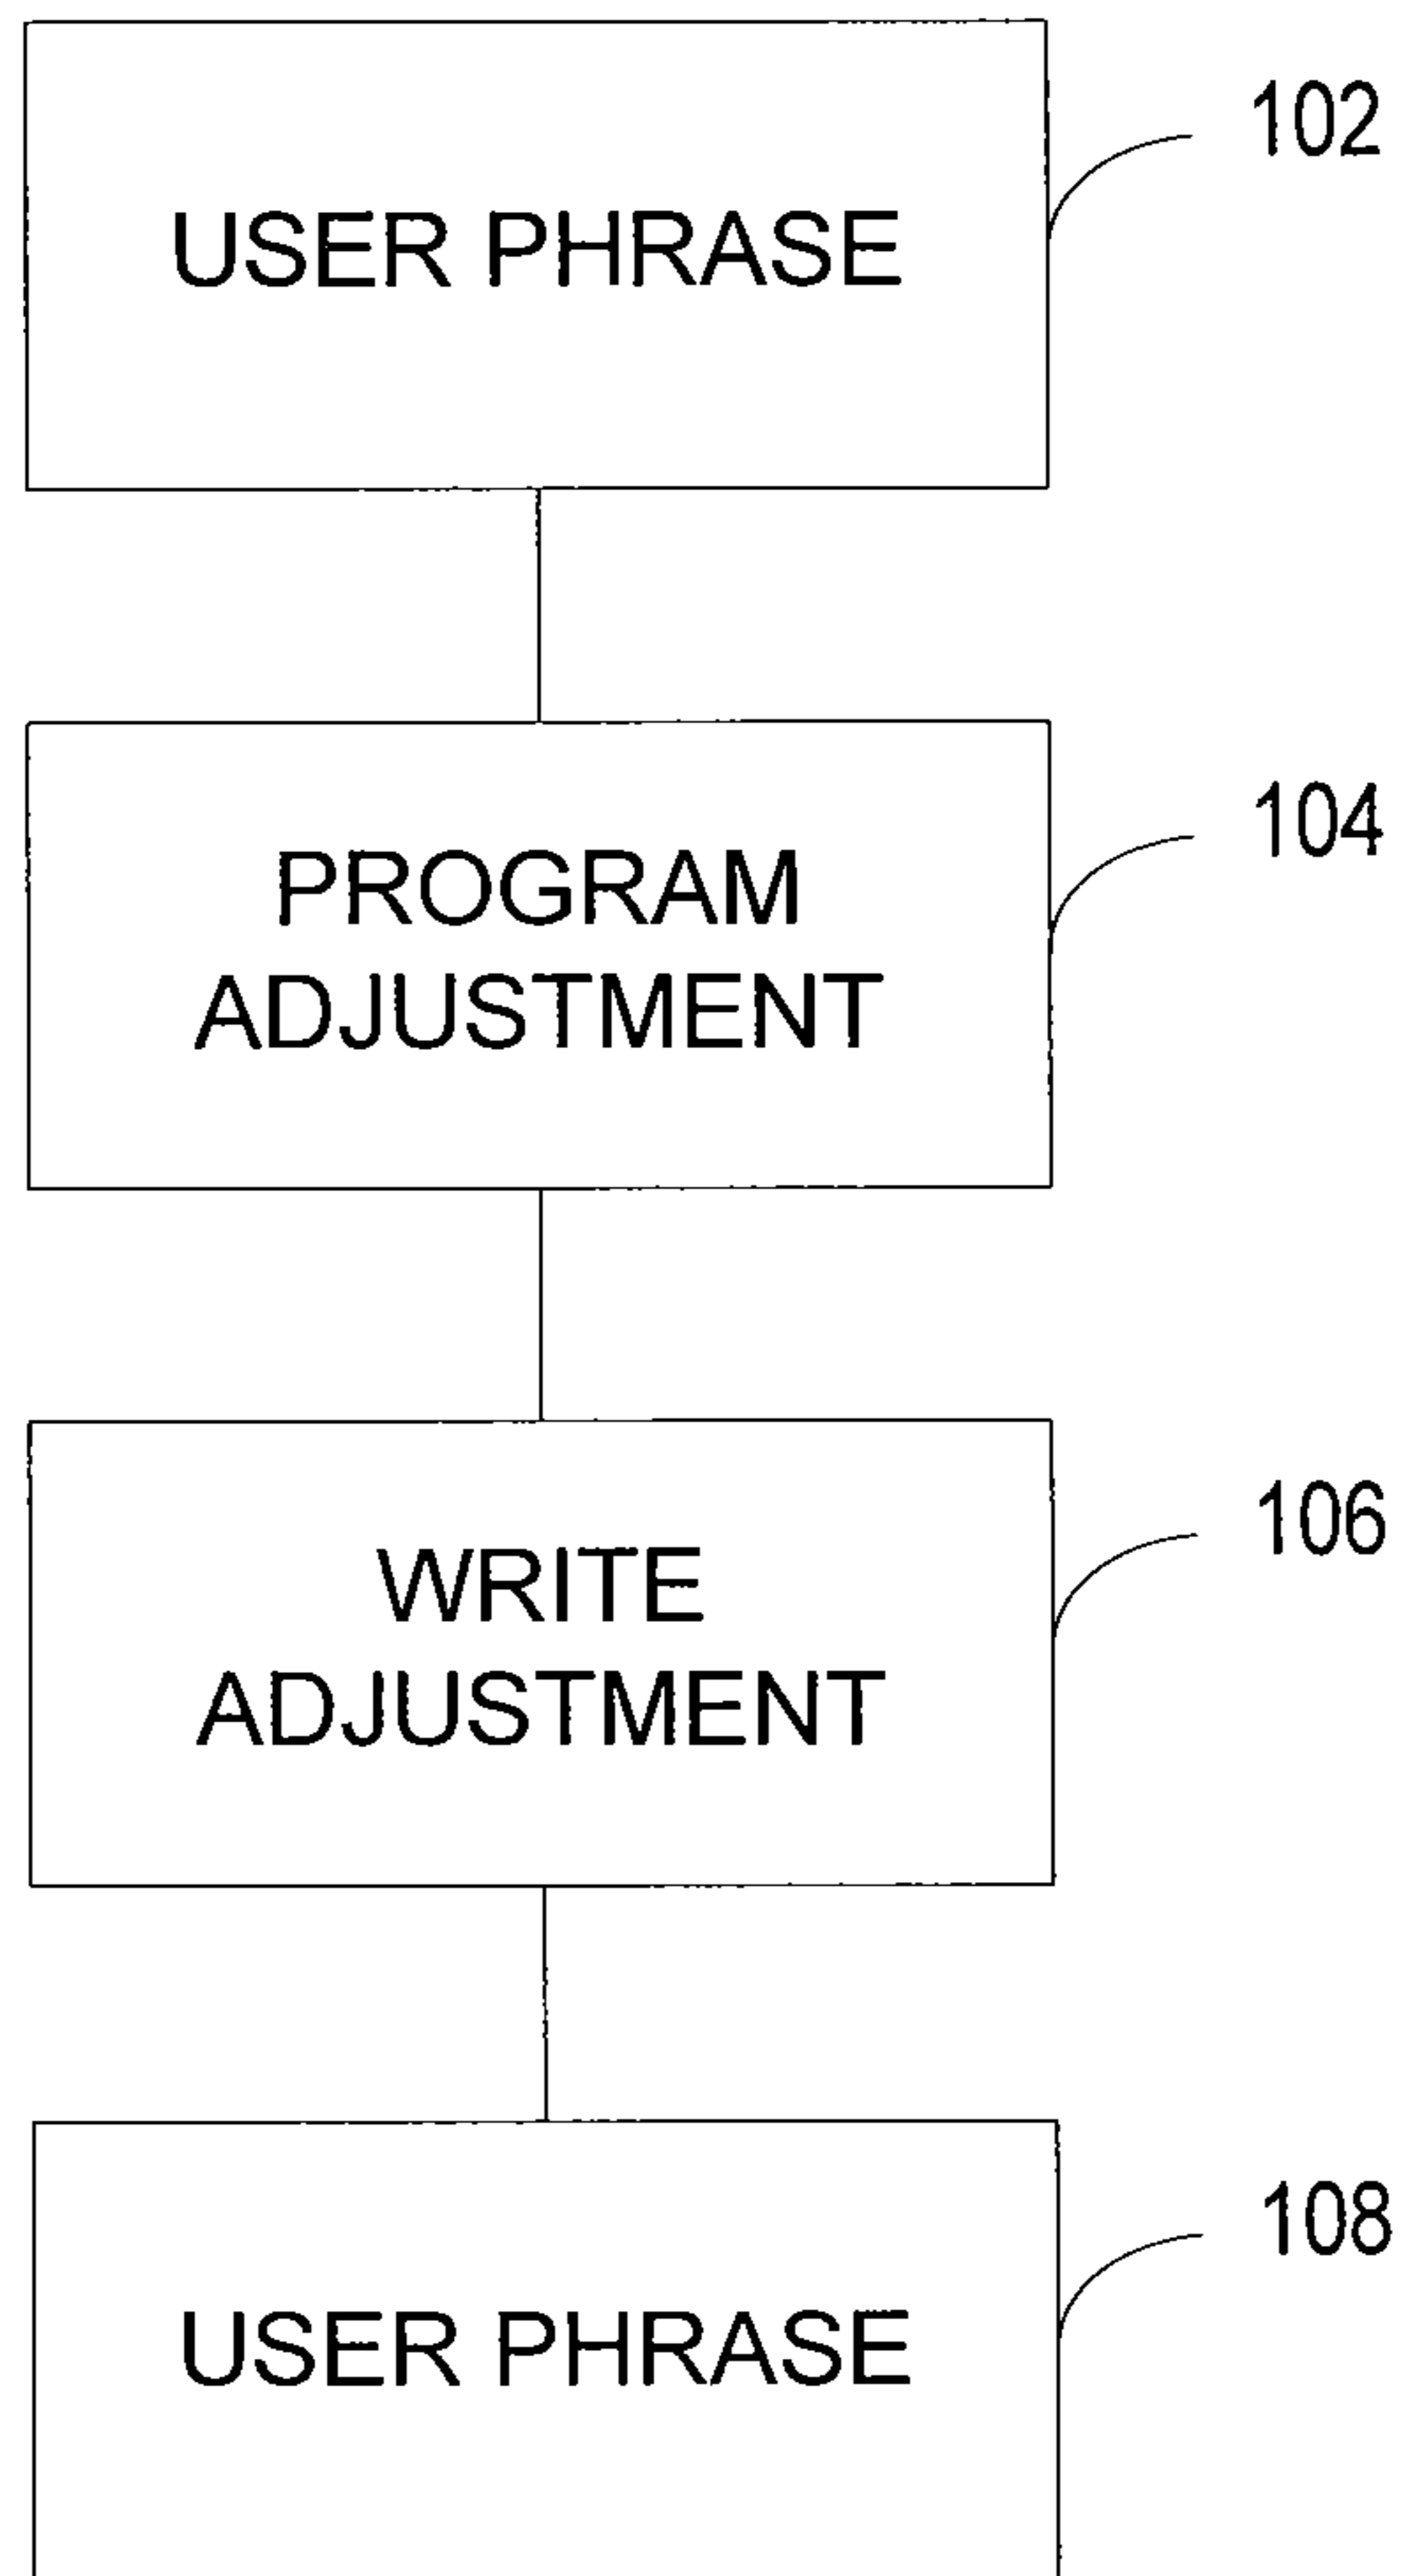 102
USER PHRASE
104
PROGRAM
ADJUSTMENT
106
WRITE
ADJUSTMENT
108
USER PHRASE